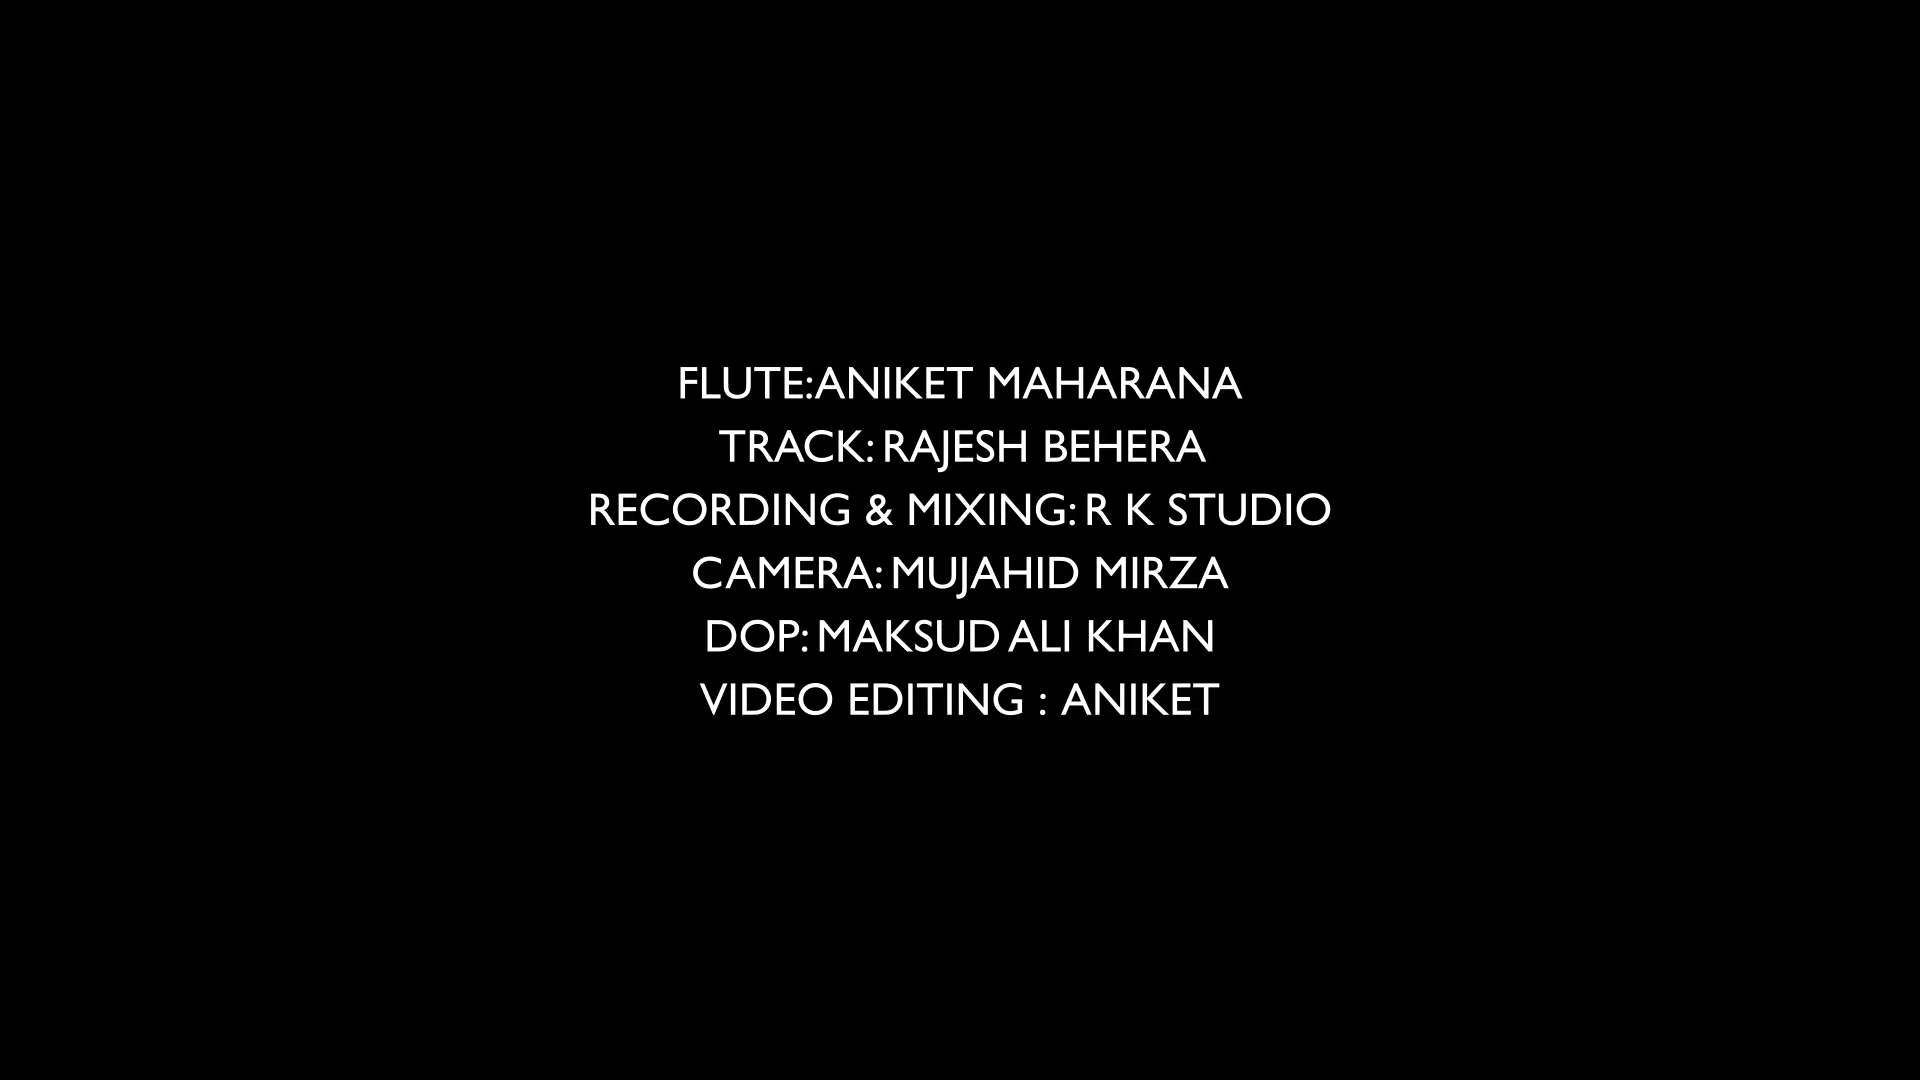 FLUTE:ANIKET MAHARANA
TRACK: RAJESH BEHERA
RECORDING & MIXING: R K STUDIO
CAMERA: MUJAHID MIRZA
DOP: MAKSUD ALI KHAN
VIDEO EDITING : ANIKET